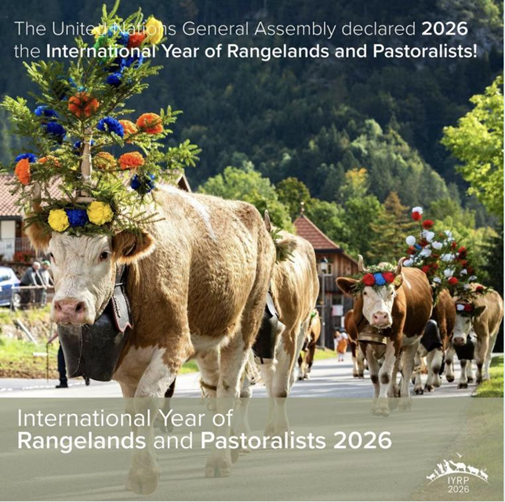 The United Nations General Assembly declared 2026
the International Year of Rangelands and Pastoralists!
International Year of
Rangelands and Pastoralists 2026
IYRP
2026